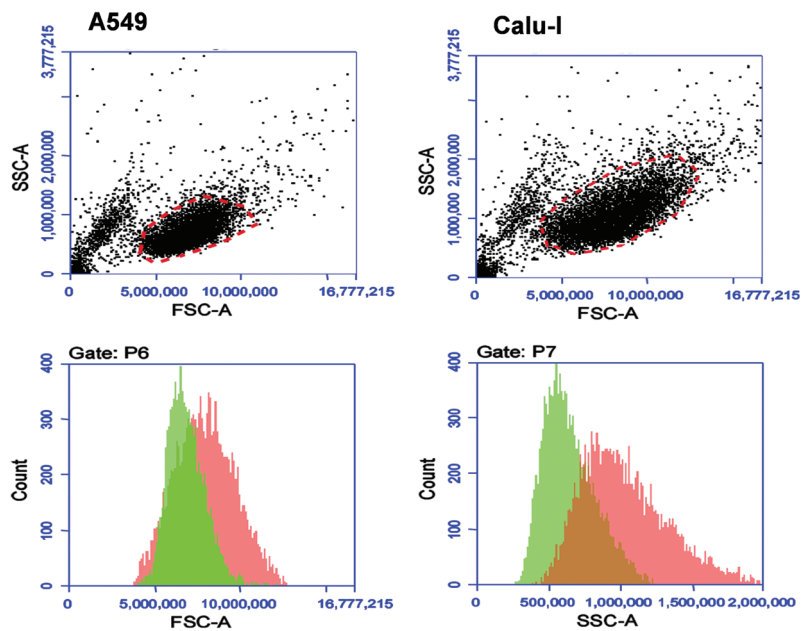 A549
Calu-I
SSC-A
3,777,215
2,000,000
1,000,000
0
0
5,000,000
10,000,000
16,777,215
FSC-A
SSC-A
3,777,215
2,000,000
1,000,000
0
0
5,000,000
10,000,000
16,777,215
FSC-A
Gate: P6
Count
400
300
200
100
0
0
5,000,000
10,000,000
16,777,215
FSC-A
Gate: P7
Count
400
300
200
100
0
0
500,000
1,000,000
1,500,000
2,000,000
SSC-A